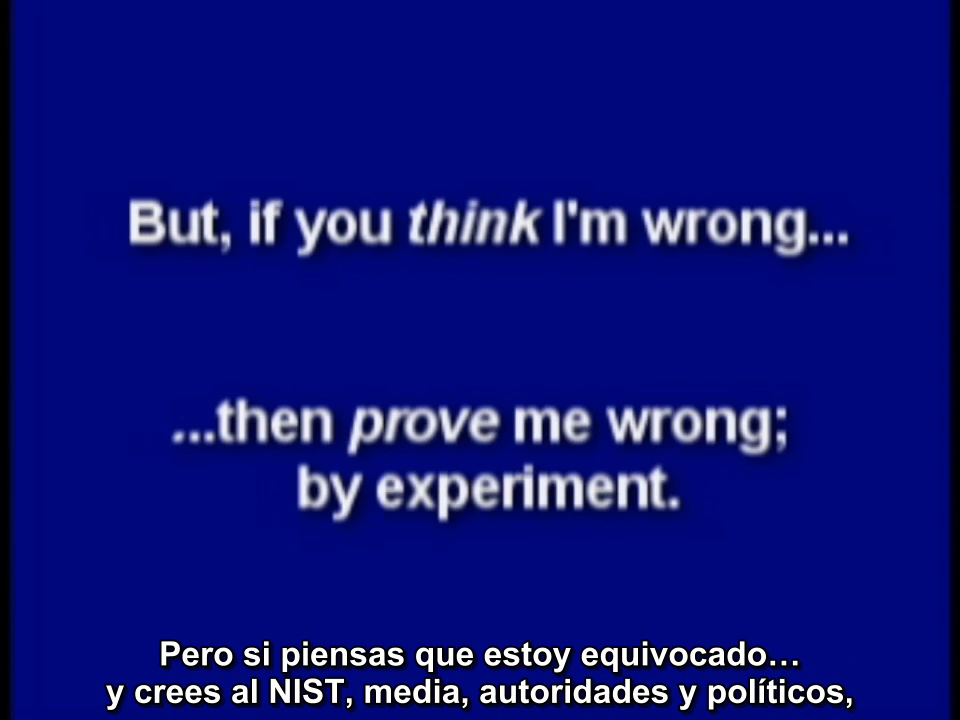 But, if you think I'm wrong...
...then prove me wrong;
by experiment.
Pero si piensas que estoy equivocado…
y crees al NIST, media, autoridades y políticos,